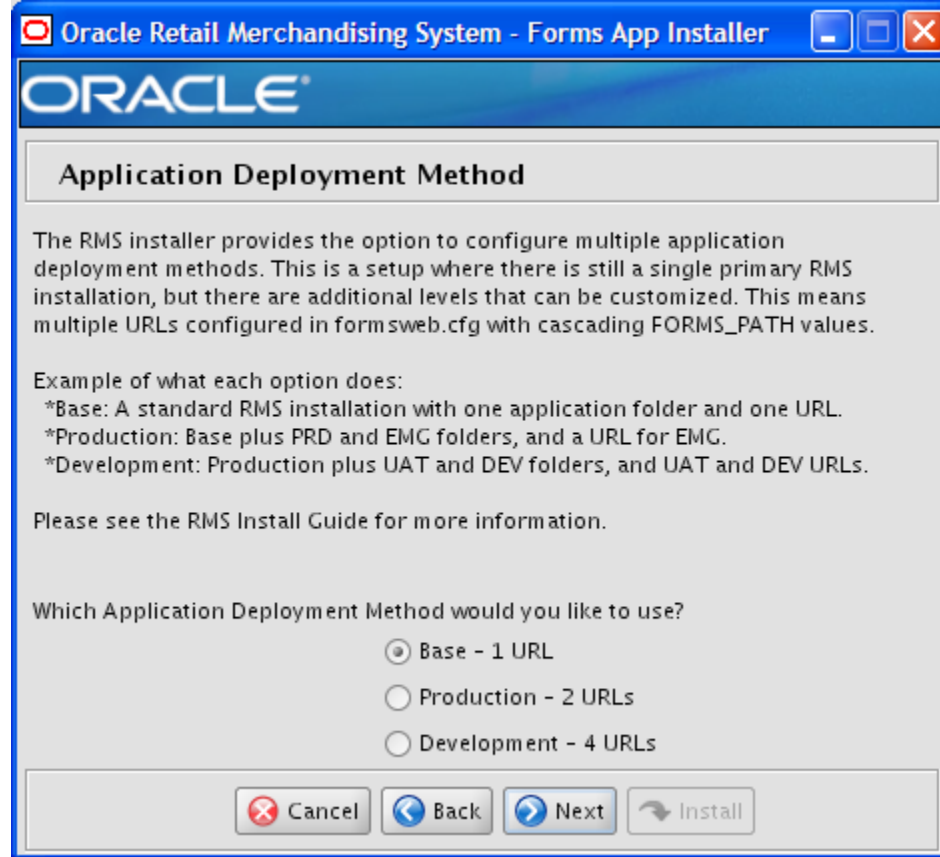 Oracle Retail Merchandising System - Forms App Installer
ORACLE®
Application Deployment Method
The RMS installer provides the option to configure multiple application
deployment methods. This is a setup where there is still a single primary RMS
installation, but there are additional levels that can be customized. This means
multiple URLs configured in formsweb.cfg with cascading FORMS_PATH values.
Example of what each option does:
*Base: A standard RMS installation with one application folder and one URL.
*Production: Base plus PRD and EMG folders, and a URL for EMG.
*Development: Production plus UAT and DEV folders, and UAT and DEV URLs.
Please see the RMS Install Guide for more information.
Which Application Deployment Method would you like to use?
Base - 1 URL
Production - 2 URLs
Development - 4 URLs
Cancel Back Next Install